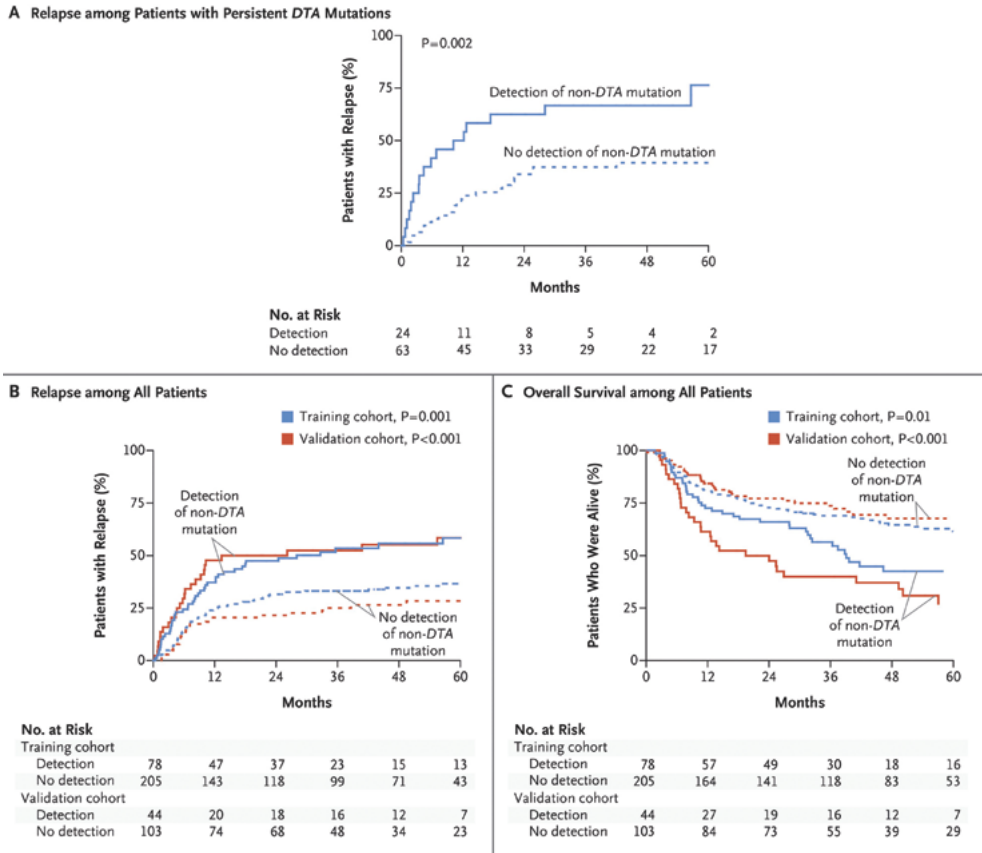 A Relapse among Patients with Persistent DTA Mutations
100
75
50
25
0
Patients with Relapse (%)
P=0.002
Detection of non-DTA mutation
No detection of non-DTA mutation
0 12 24 36 48 60
Months
No. at Risk
Detection 24 11 8 5 4 2
No detection 63 45 33 29 22 17
B Relapse among All Patients
Training cohort, P=0.001
Validation cohort, P<0.001
100
75
50
25
0
Patients with Relapse (%)
Detection
of non-DTA
mutation
No detection
of non-DTA
mutation
0 12 24 36 48 60
Months
No. at Risk
Training cohort
Detection 78 47 37 23 15 13
No detection 205 143 118 99 71 43
Validation cohort
Detection 44 20 18 16 12 7
No detection 103 74 68 48 34 23
C Overall Survival among All Patients
Training cohort, P=0.01
Validation cohort, P<0.001
100
75
50
25
0
Patients Who Were Alive (%)
No detection
of non-DTA
mutation
Detection
of non-DTA
mutation
0 12 24 36 48 60
Months
No. at Risk
Training cohort
Detection 78 57 49 30 18 16
No detection 205 164 141 118 83 53
Validation cohort
Detection 44 27 19 16 12 7
No detection 103 84 73 55 39 29